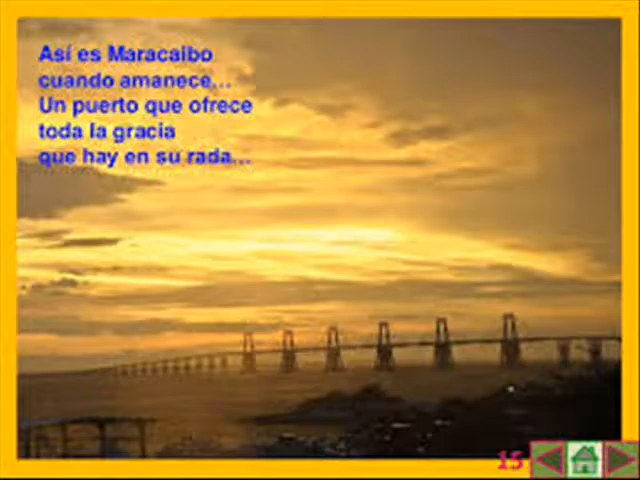 Así es Maracaibo
cuando amanece...
Un puerto que ofrece
toda la gracia
que hay en su rada...
15